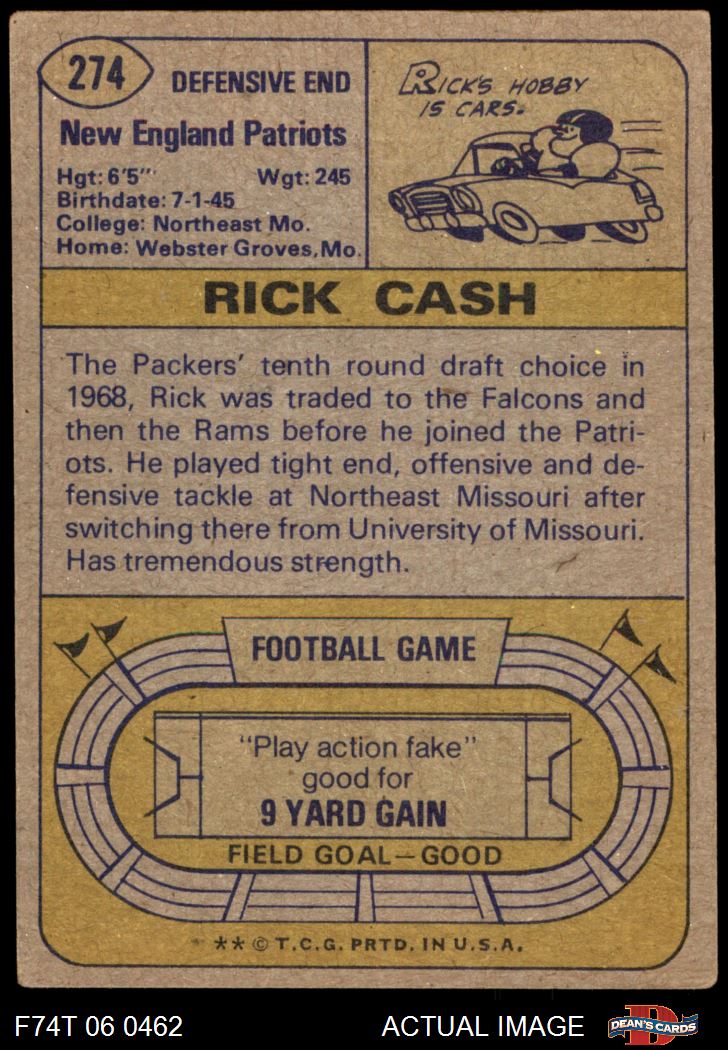 274
DEFENSIVE END
New England Patriots
Hgt: 6'5" Wgt: 245
Birthdate: 7-1-45
College: Northeast Mo.
Home: Webster Groves, Mo.
RICK'S HOBBY
IS CARS.
RICK CASH
The Packers' tenth round draft choice in
1968, Rick was traded to the Falcons and
then the Rams before he joined the Patri-
ots. He played tight end, offensive and de-
fensive tackle at Northeast Missouri after
switching there from University of Missouri.
Has tremendous strength.
FOOTBALL GAME
"Play action fake"
good for
9 YARD GAIN
FIELD GOAL—GOOD
** © T.C.G. PRTD. IN U.S.A.
F74T 06 0462 ACTUAL IMAGE
D
DEAN'S CARDS